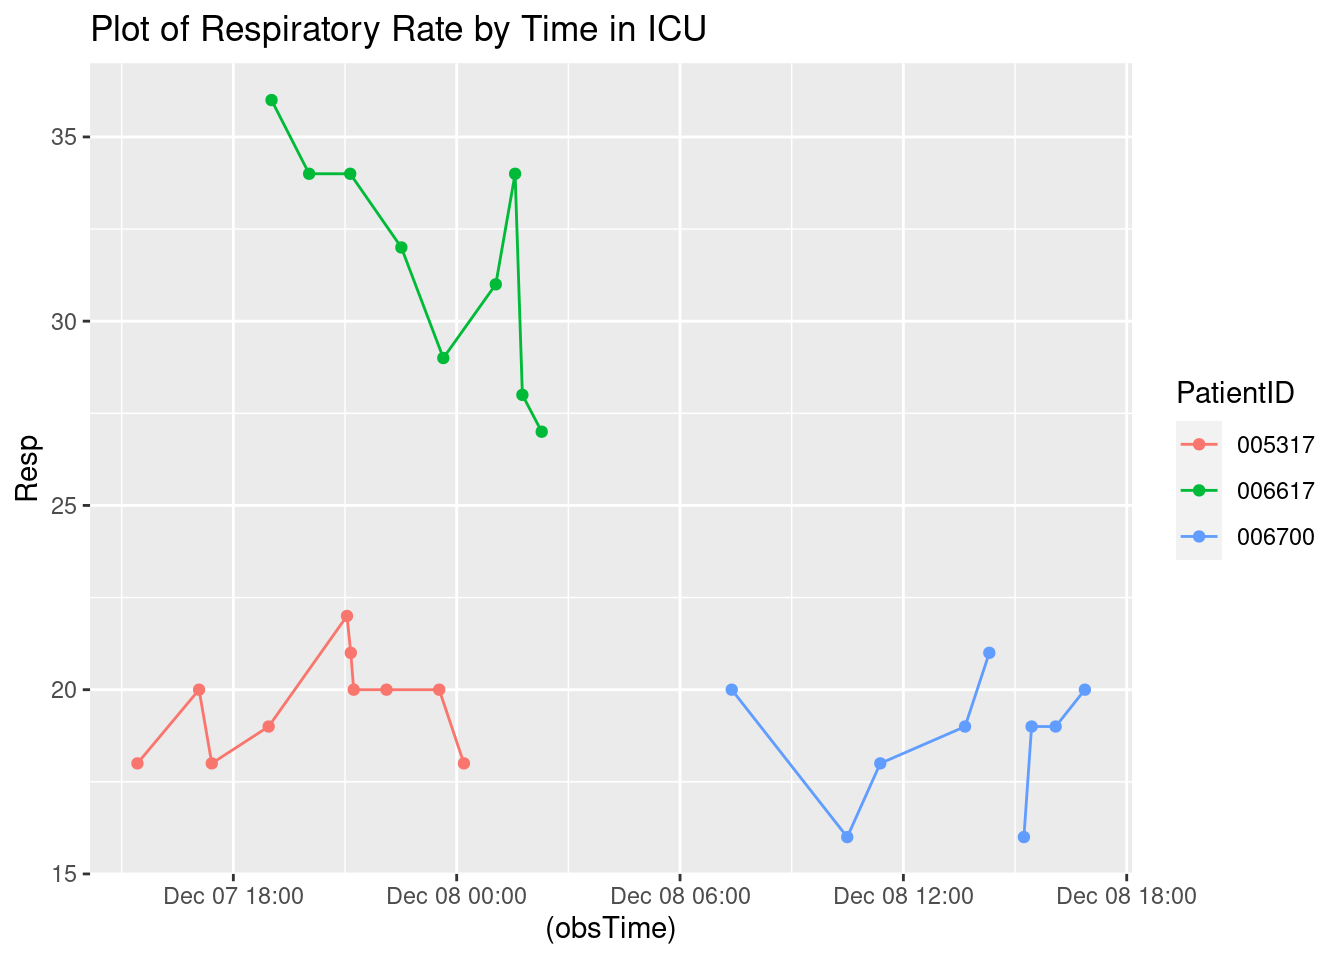 Plot of Respiratory Rate by Time in ICU
35
30
25
20
15
Resp
Dec 07 18:00 Dec 08 00:00 Dec 08 06:00 Dec 08 12:00 Dec 08 18:00
(obsTime)
PatientID
005317
006617
006700